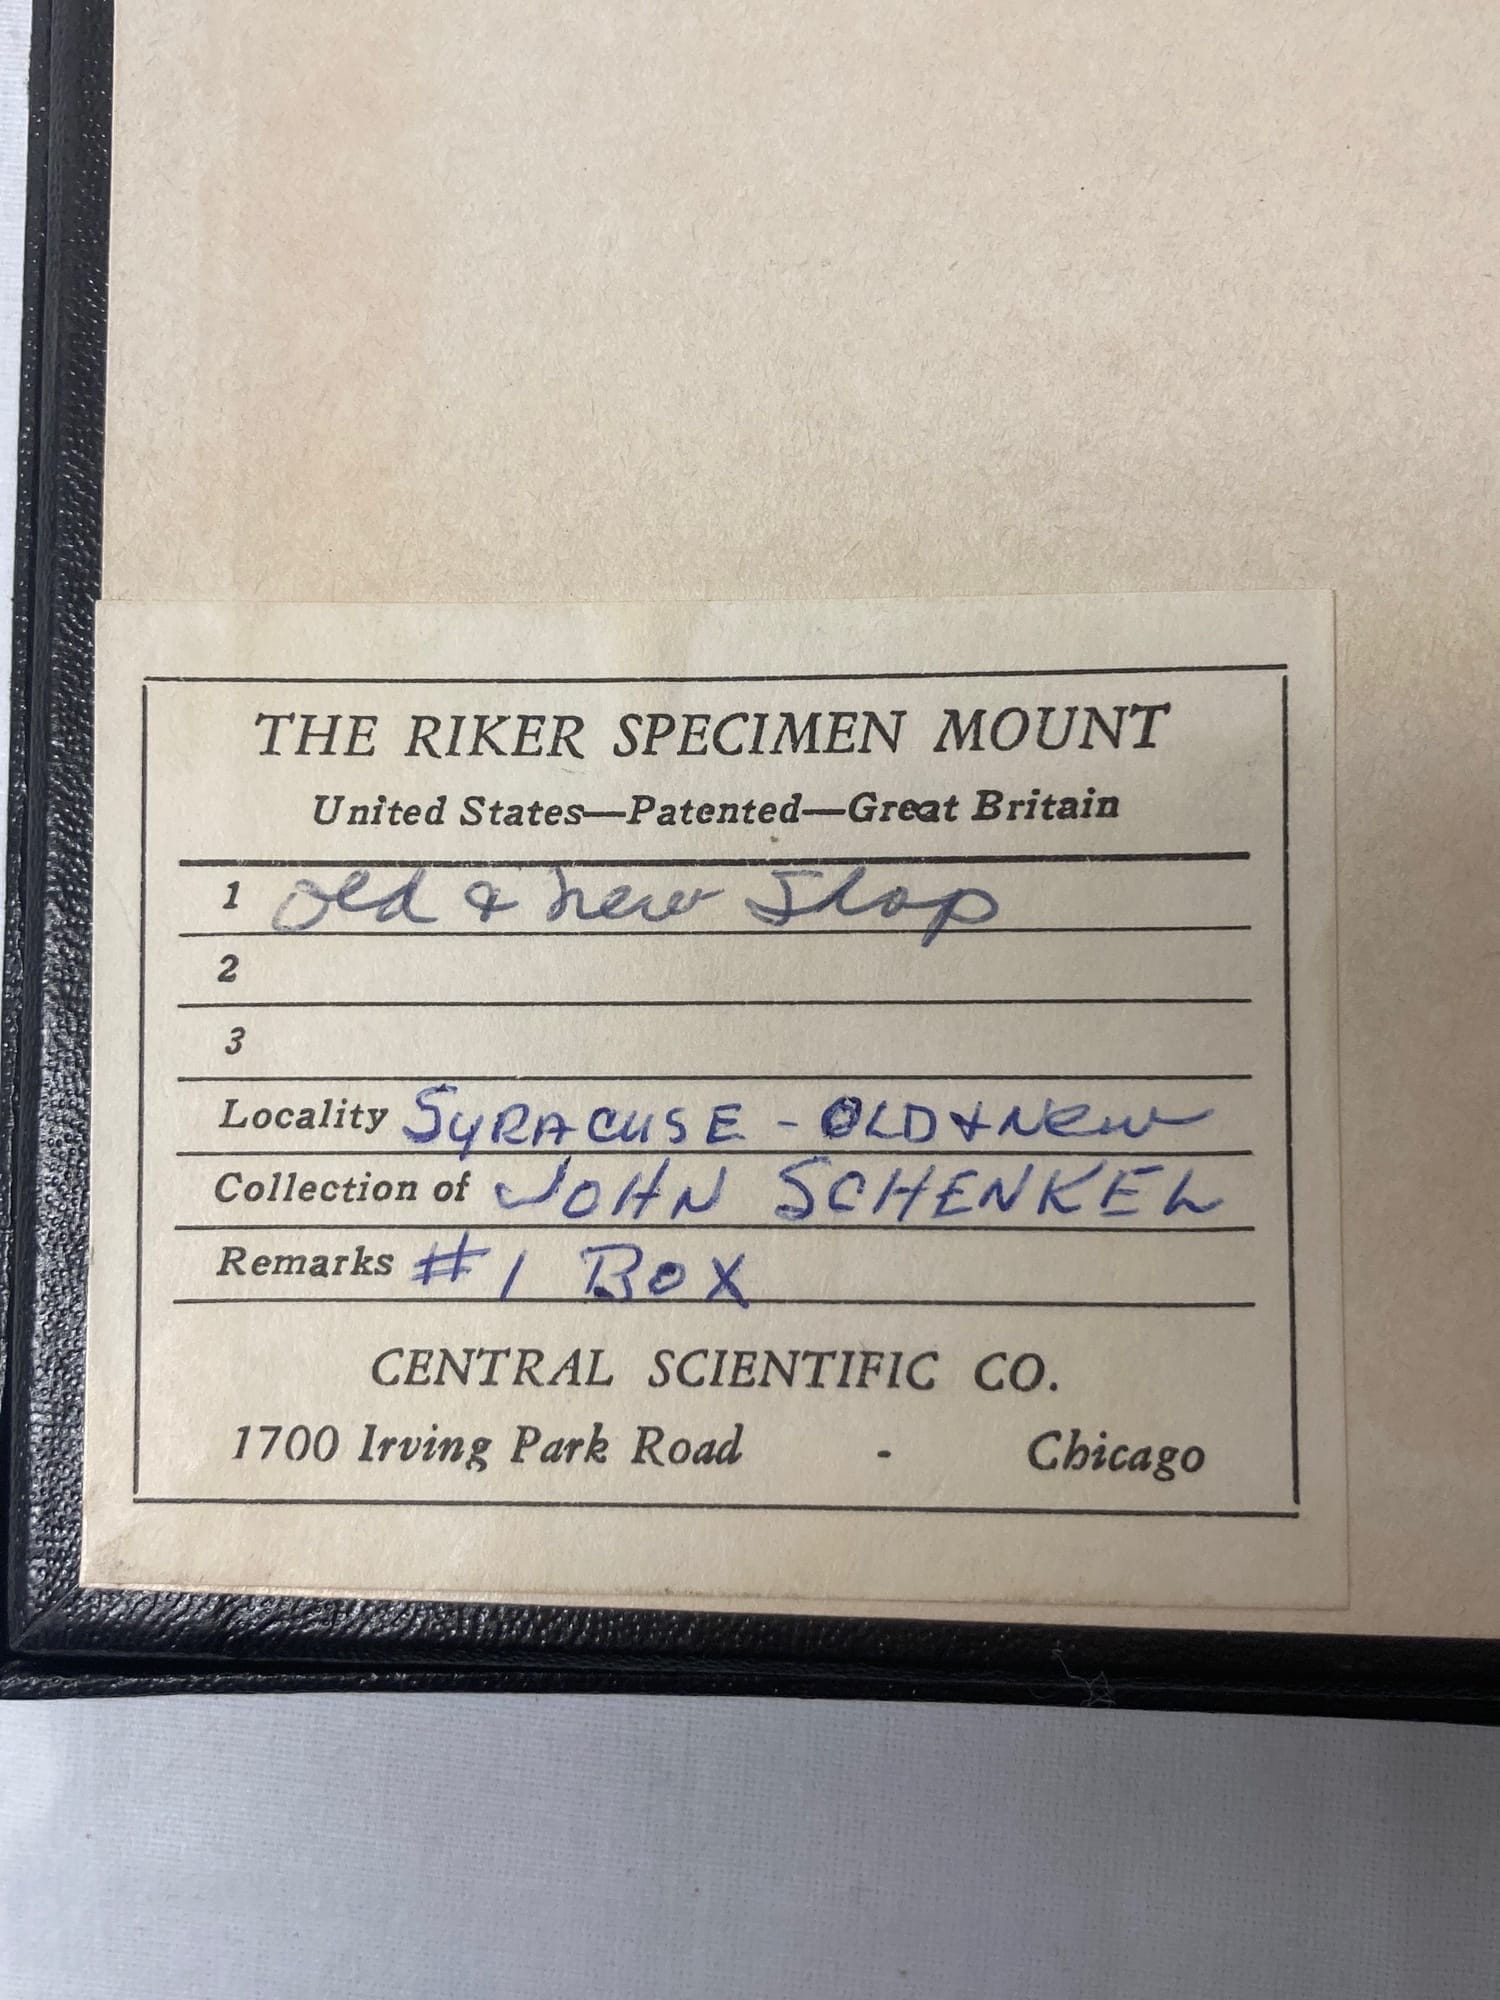 THE RIKER SPECIMEN MOUNT
United States—Patented—Great Britain
1 Old & New Shop
2
3
Locality SYRACUSE - OLD & New
Collection of JOHN SCHENKEL
Remarks #1 BOX
CENTRAL SCIENTIFIC CO.
1700 Irving Park Road - Chicago